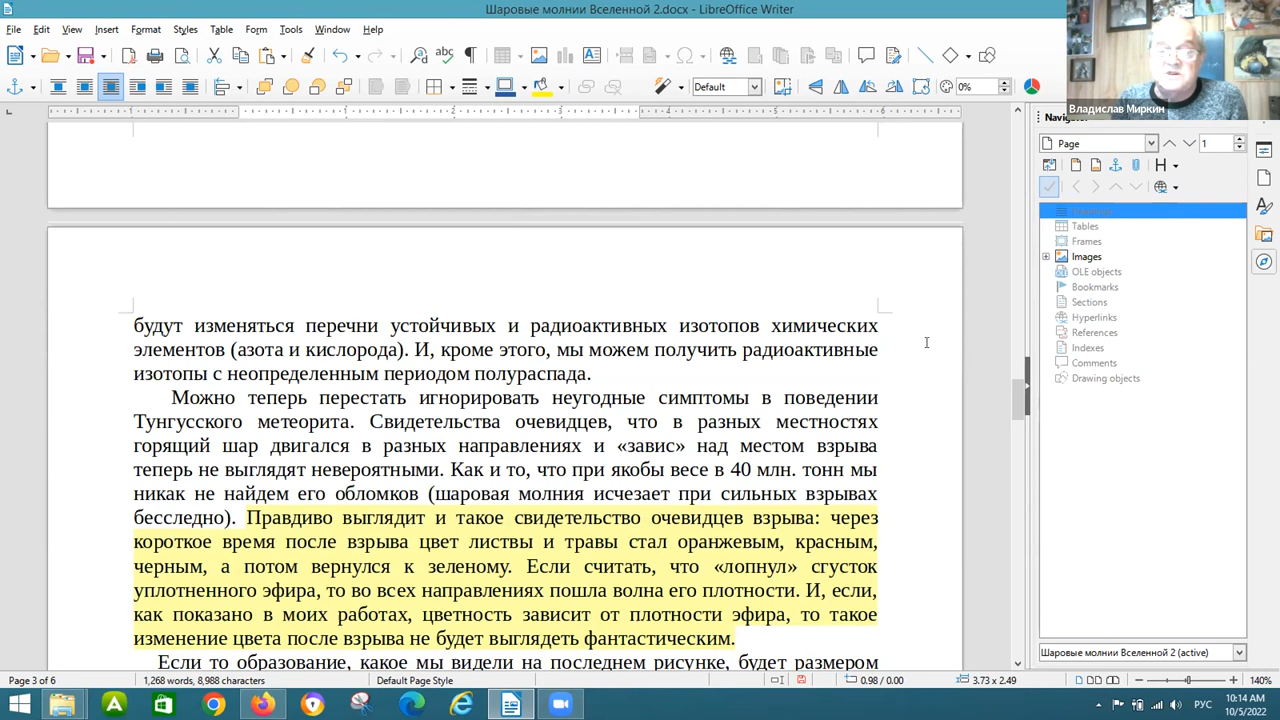 Шаровые молнии Вселенной 2.docx - LibreOffice Writer
File Edit View Insert Format Styles Table Form Tools Window Help
Default
0%
Владислав Миркин
Page
1
Tables
Frames
Images
OLE objects
Bookmarks
Sections
Hyperlinks
References
Indexes
Comments
Drawing objects
будут изменяться перечни устойчивых и радиоактивных изотопов химических
элементов (азота и кислорода). И, кроме этого, мы можем получить радиоактивные
изотопы с неопределенным периодом полураспада.
Можно теперь перестать игнорировать неугодные симптомы в поведении
Тунгусского метеорита. Свидетельства очевидцев, что в разных местностях
горящий шар двигался в разных направлениях и «завис» над местом взрыва
теперь не выглядят невероятными. Как и то, что при якобы весе в 40 млн. тонн мы
никак не найдем его обломков (шаровая молния исчезает при сильных взрывах
бесследно). Правдиво выглядит и такое свидетельство очевидцев взрыва: через
короткое время после взрыва цвет листвы и травы стал оранжевым, красным,
черным, а потом вернулся к зеленому. Если считать, что «лопнул» сгусток
уплотненного эфира, то во всех направлениях пошла волна его плотности. И, если,
как показано в моих работах, цветность зависит от плотности эфира, то такое
изменение цвета после взрыва не будет выглядеть фантастическим.
Если то образование, какое мы видели на последнем рисунке, будет размером
Шаровые молнии Вселенной 2 (active)
Page 3 of 6
1,268 words, 8,988 characters
Default Page Style
0.98 / 0.00
3.73 x 2.49
140%
РУС
10:14 AM
10/5/2022